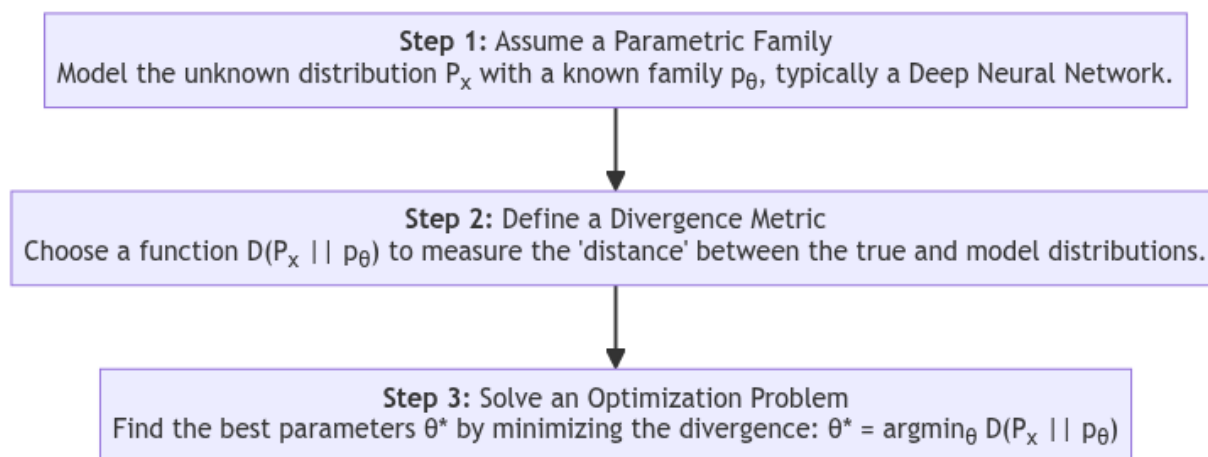 Step 1: Assume a Parametric Family
Model the unknown distribution Pₓ with a known family p_θ, typically a Deep Neural Network.
Step 2: Define a Divergence Metric
Choose a function D(Pₓ || p_θ) to measure the 'distance' between the true and model distributions.
Step 3: Solve an Optimization Problem
Find the best parameters θ* by minimizing the divergence: θ* = argmin_θ D(Pₓ || p_θ)